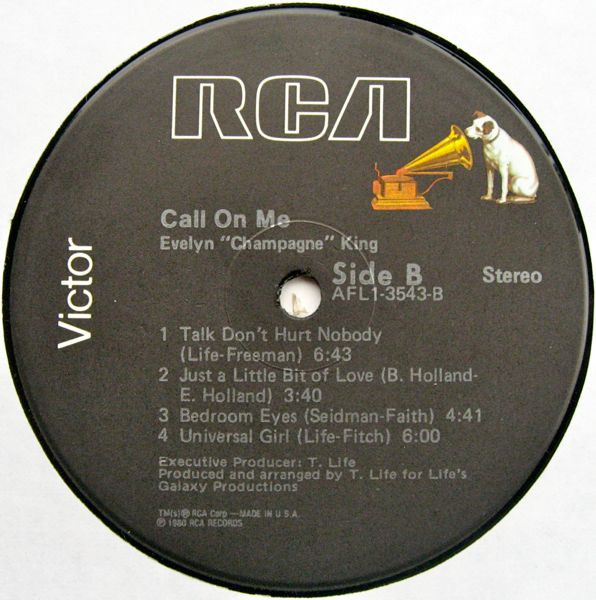 RCA
Victor
Call On Me
Evelyn "Champagne" King
Side B
Stereo
AFL1-3543-B
1 Talk Don't Hurt Nobody
(Life-Freeman) 6:43
2 Just a Little Bit of Love (B. Holland-
E. Holland) 3:40
3 Bedroom Eyes (Seidman-Faith) 4:41
4 Universal Girl (Life-Fitch) 6:00
Executive Producer: T. Life
Produced and arranged by T. Life for Life's
Galaxy Productions
TM(s)® RCA Corp —MADE IN U.S.A.
℗ 1980 RCA RECORDS